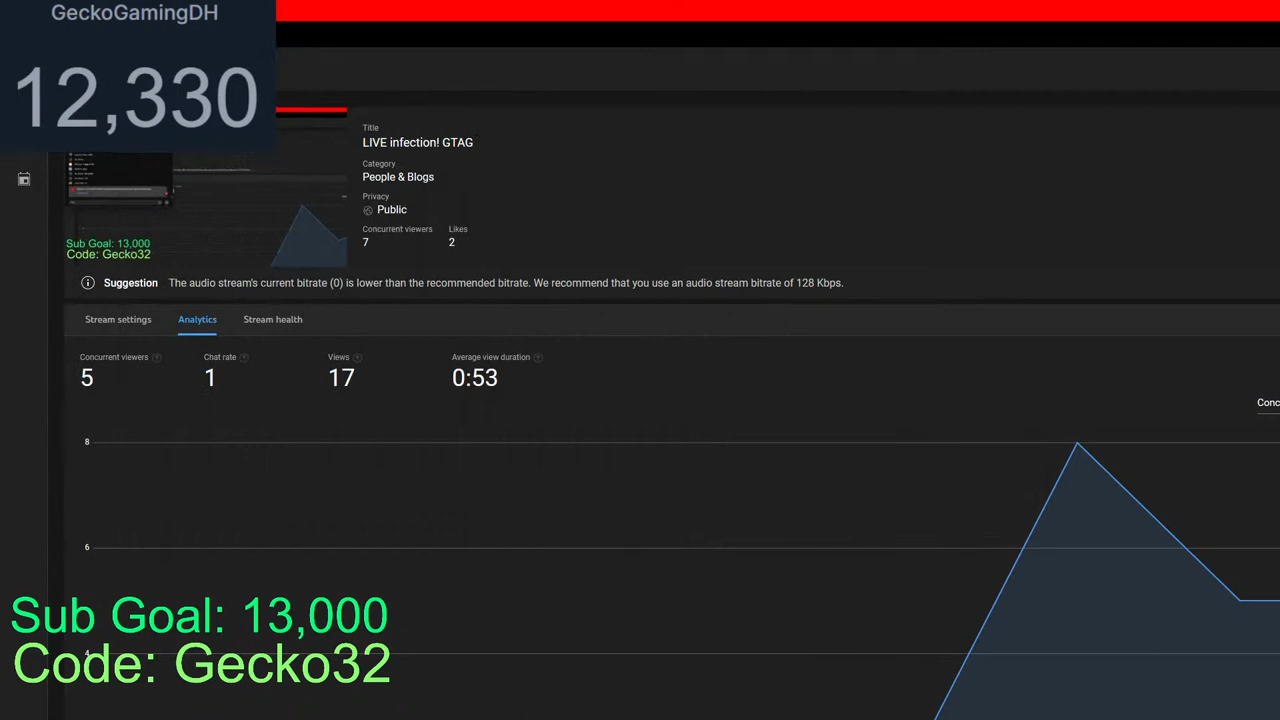 GeckoGamingDH
12,330
Title
LIVE infection! GTAG
Category
People & Blogs
Privacy
Public
Concurrent viewers Likes
7 2
Sub Goal: 13,000
Code: Gecko32
Suggestion The audio stream's current bitrate (0) is lower than the recommended bitrate. We recommend that you use an audio stream bitrate of 128 Kbps.
Stream settings Analytics Stream health
Concurrent viewers Chat rate Views Average view duration
5 1 17 0:53
Conc
8
6
4
Sub Goal: 13,000
Code: Gecko32